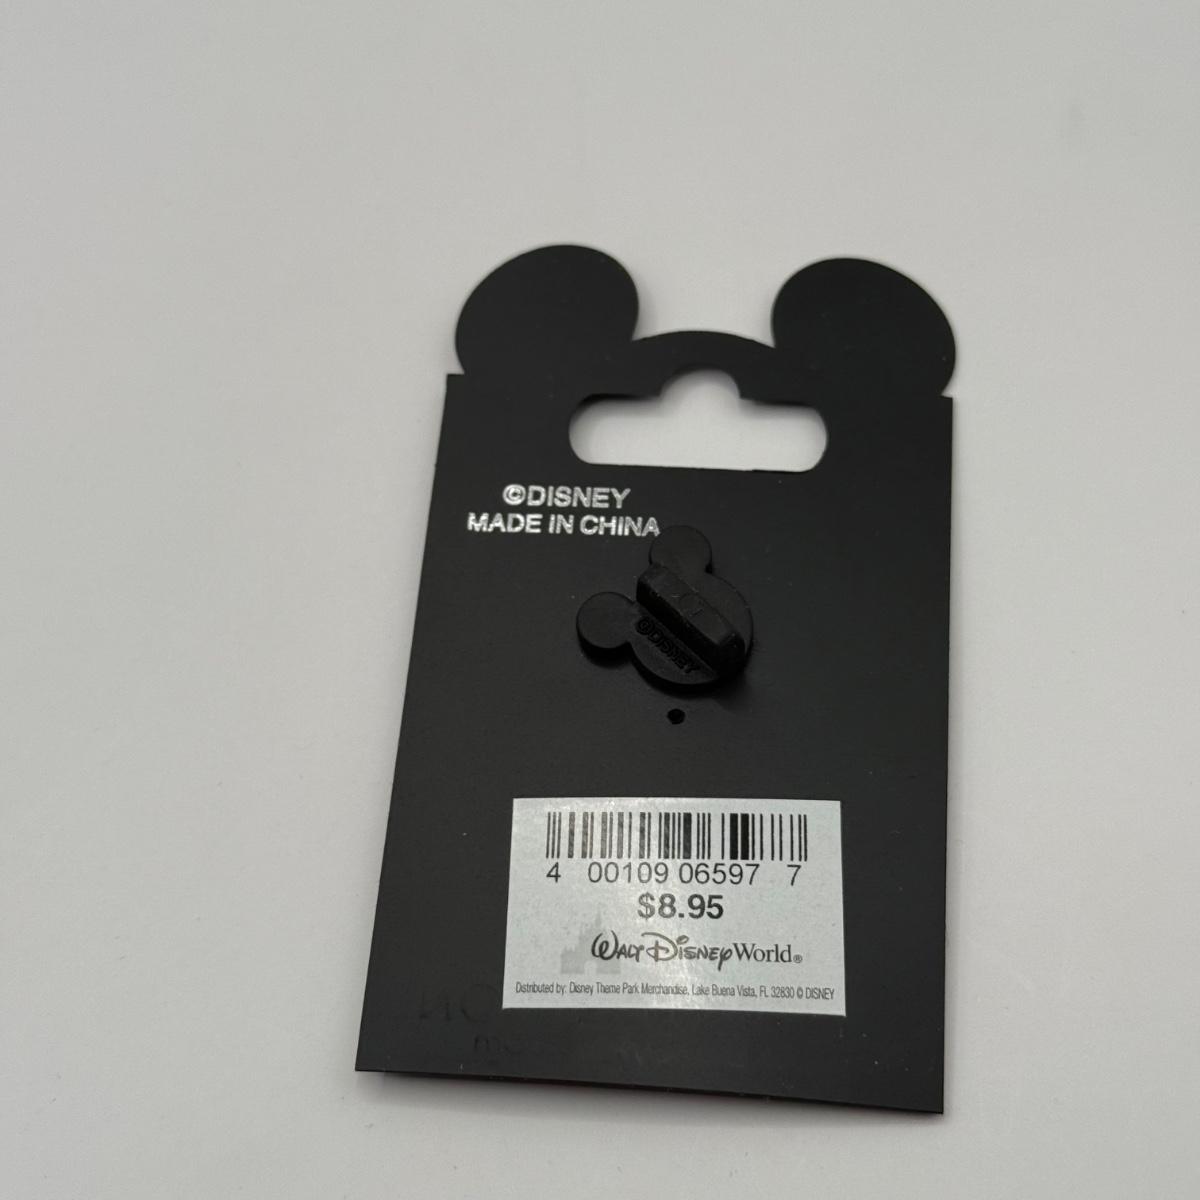 ©DISNEY
MADE IN CHINA
©DISNEY
4 00109 06597 7
$8.95
Walt Disney World®
Distributed by: Disney Theme Park Merchandise, Lake Buena Vista, FL 32830 © DISNEY